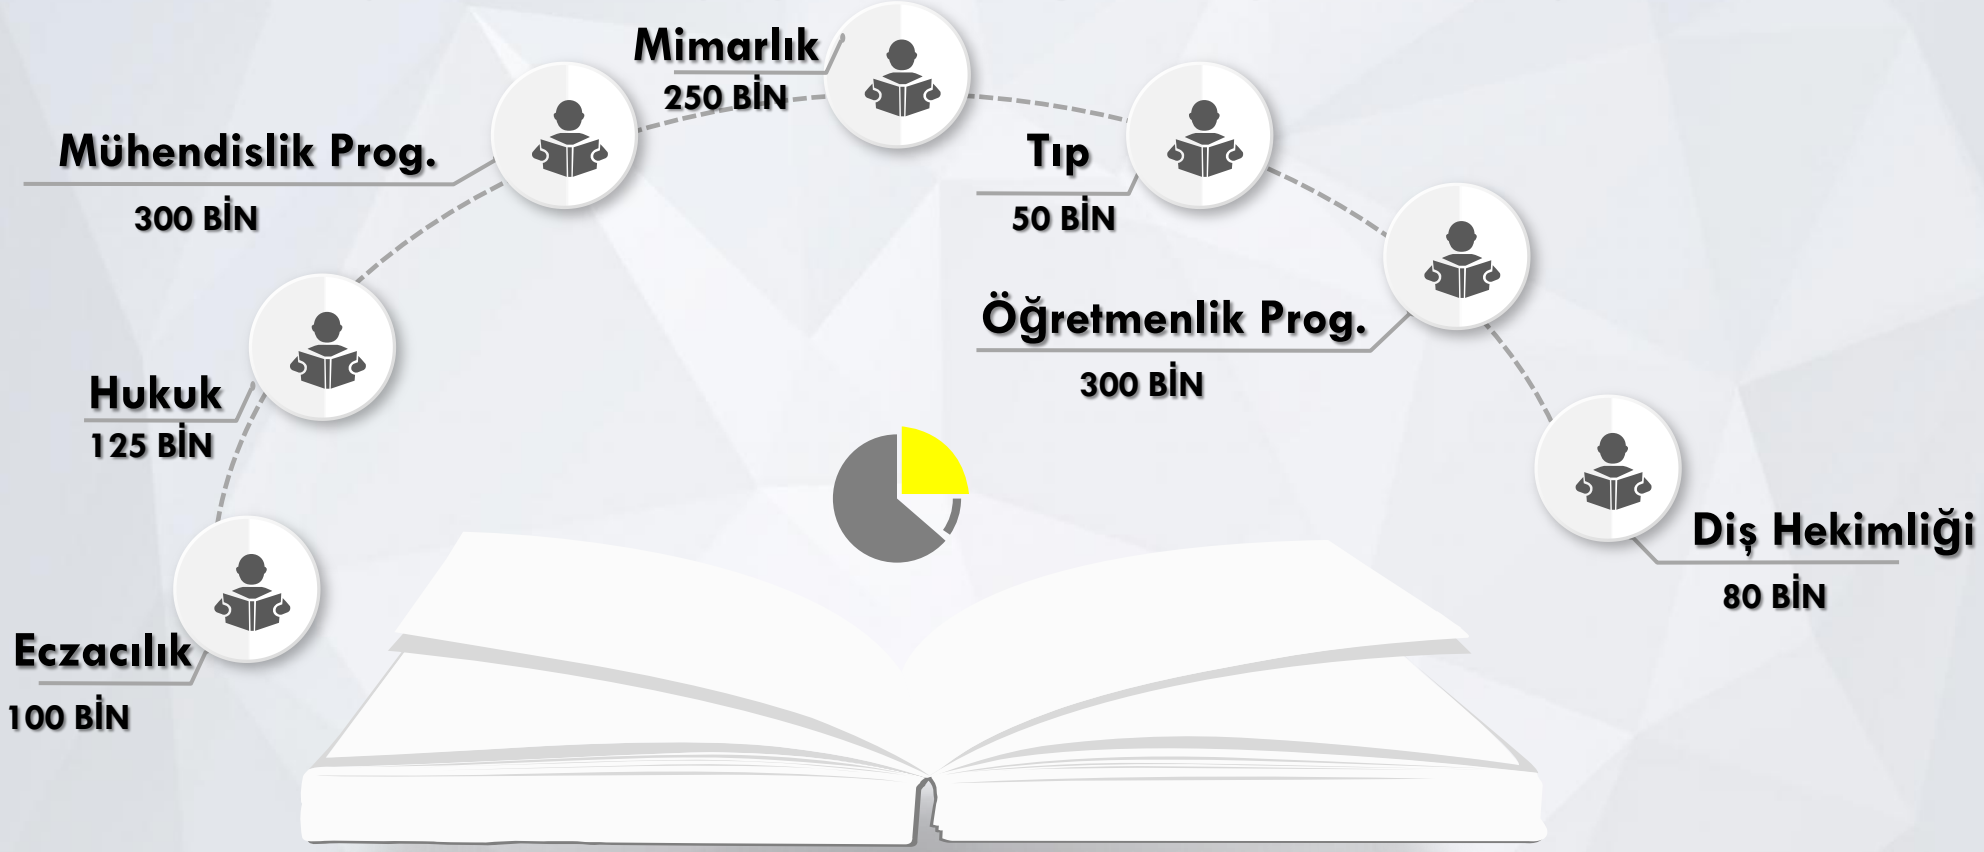 Mimarlık
250 BİN
Mühendislik Prog.
300 BİN
Tıp
50 BİN
Öğretmenlik Prog.
300 BİN
Hukuk
125 BİN
Diş Hekimliği
80 BİN
Eczacılık
100 BİN